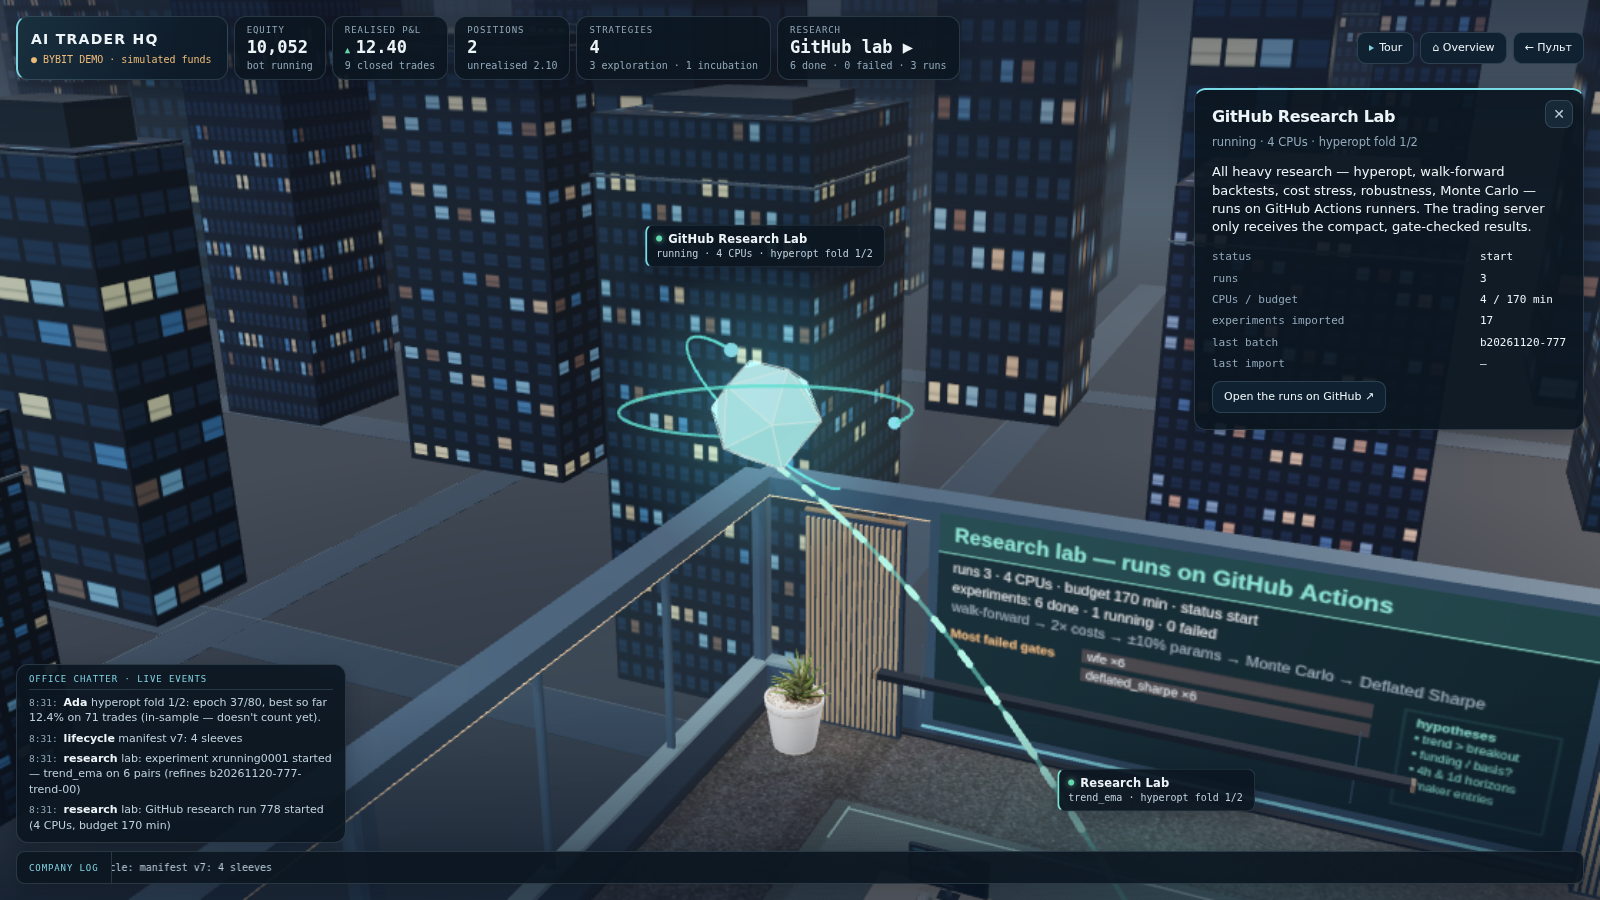 AI TRADER HQ
● BYBIT DEMO · simulated funds
EQUITY
10,052
bot running
REALISED P&L
▲ 12.40
9 closed trades
POSITIONS
2
unrealised 2.10
STRATEGIES
4
3 exploration · 1 incubation
RESEARCH
GitHub lab ▶
6 done · 0 failed · 3 runs
▸ Tour
⌂ Overview
← Пульт
GitHub Research Lab
✕
running · 4 CPUs · hyperopt fold 1/2
All heavy research — hyperopt, walk-forward
backtests, cost stress, robustness, Monte Carlo —
runs on GitHub Actions runners. The trading server
only receives the compact, gate-checked results.
status start
runs 3
CPUs / budget 4 / 170 min
experiments imported 17
last batch b20261120-777
last import —
Open the runs on GitHub ↗
GitHub Research Lab
running · 4 CPUs · hyperopt fold 1/2
Research lab — runs on GitHub Actions
runs 3 · 4 CPUs · budget 170 min · status start
experiments: 6 done · 1 running · 0 failed
walk-forward → 2× costs → ±10% params → Monte Carlo → Deflated Sharpe
Most failed gates
wfe ×6
deflated_sharpe ×6
hypotheses
• trend > breakout
• funding / basis?
• 4h & 1d horizons
maker entries
Research Lab
trend_ema · hyperopt fold 1/2
OFFICE CHATTER · LIVE EVENTS
8:31: Ada hyperopt fold 1/2: epoch 37/80, best so far
12.4% on 71 trades (in-sample — doesn't count yet).
8:31: lifecycle manifest v7: 4 sleeves
8:31: research lab: experiment xrunning0001 started
— trend_ema on 6 pairs (refines b20261120-777-
trend-00)
8:31: research lab: GitHub research run 778 started
(4 CPUs, budget 170 min)
COMPANY LOG
cle: manifest v7: 4 sleeves